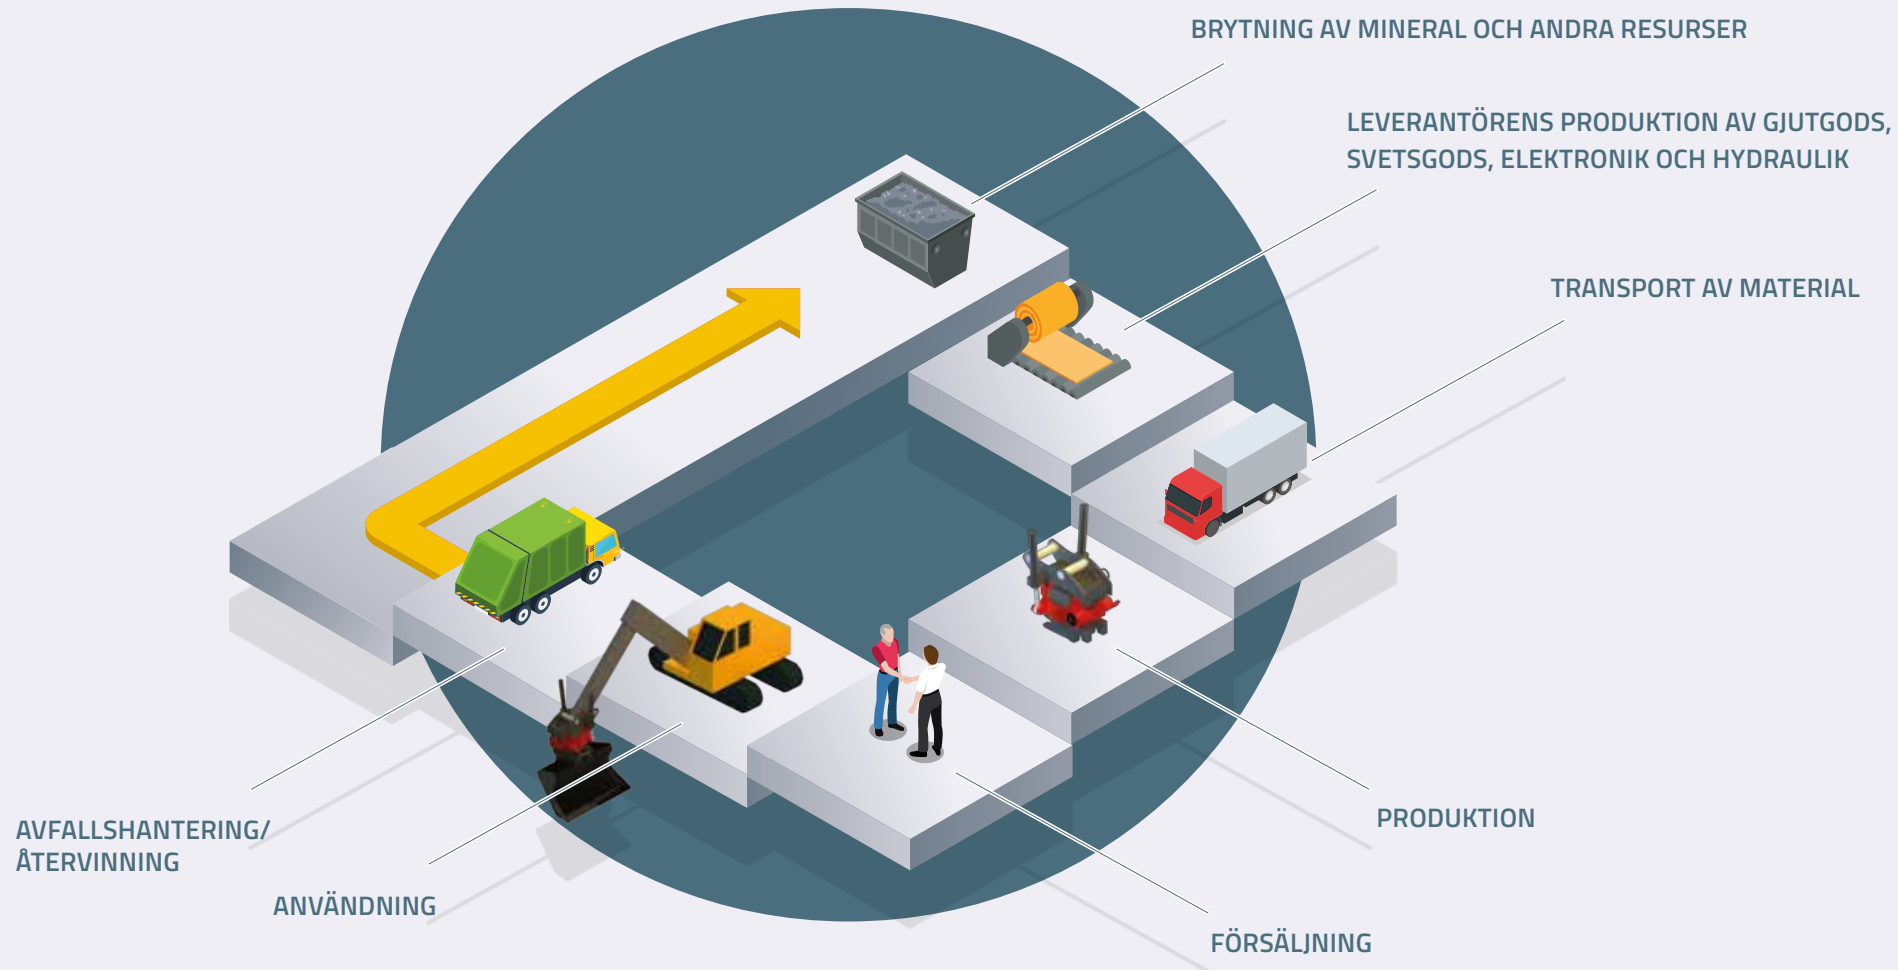 BRYTNING AV MINERAL OCH ANDRA RESURSER
LEVERANTÖRENS PRODUKTION AV GJUTGODS,
SVETSGODS, ELEKTRONIK OCH HYDRAULIK
TRANSPORT AV MATERIAL
PRODUKTION
FÖRSÄLJNING
ANVÄNDNING
AVFALLSHANTERING/
ÅTERVINNING